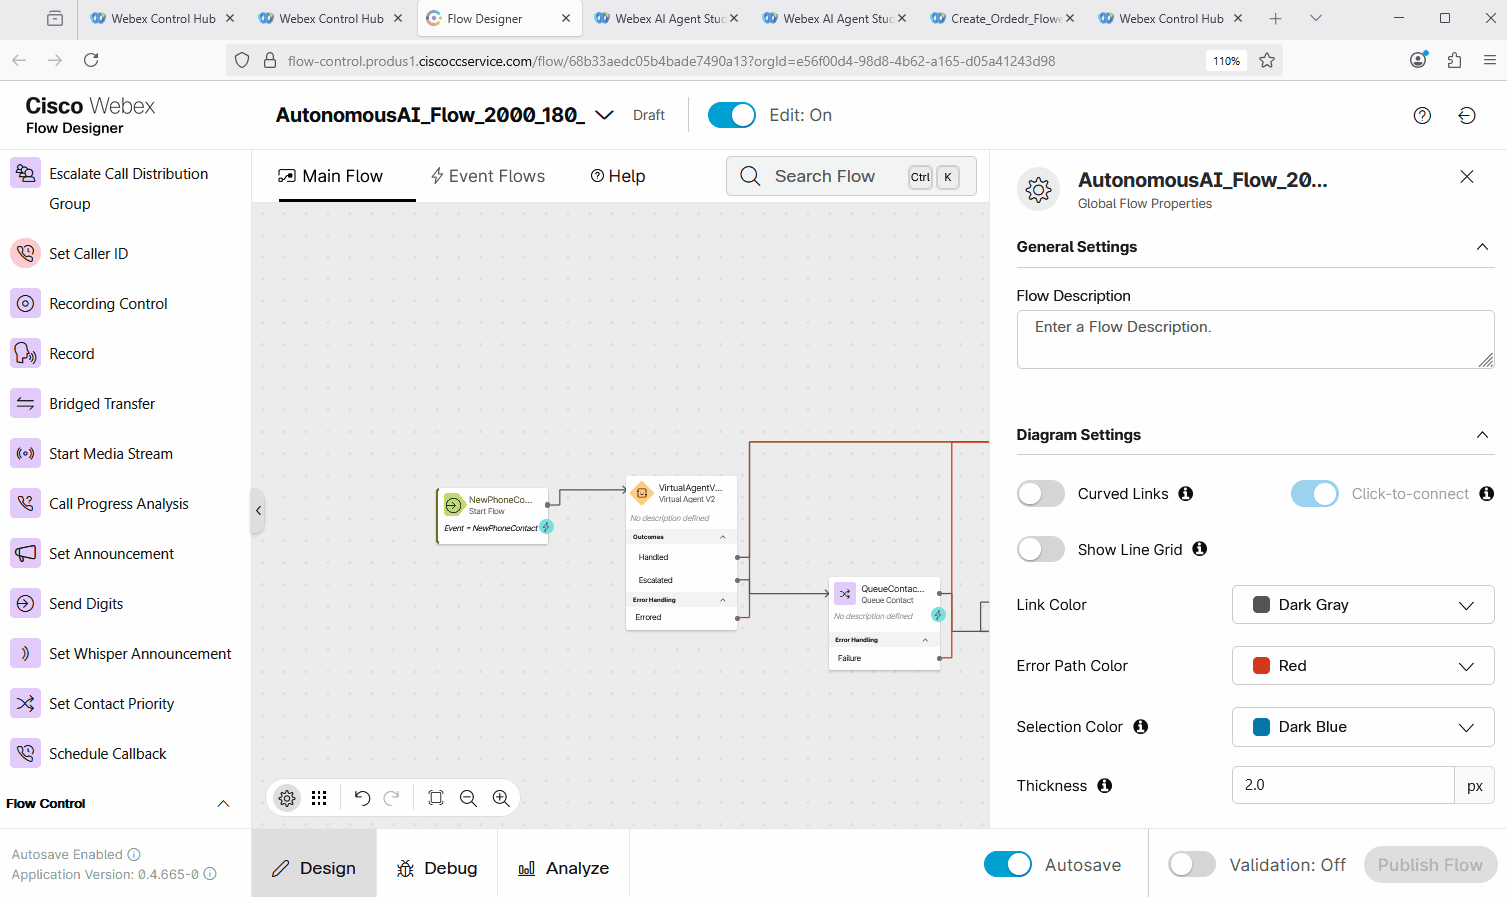 Webex Control Hub
Webex Control Hub
Flow Designer
Webex AI Agent Stud
Webex AI Agent Stud
Create_Ordedr_Flow
Webex Control Hub
flow-control.produs1.ciscoccservice.com/flow/68b33aedc05b4bade7490a13?orgId=e56f00d4-98d8-4b62-a165-d05a41243d98
110%
Cisco Webex
Flow Designer
AutonomousAI_Flow_2000_180_
Draft
Edit: On
Escalate Call Distribution
Group
Set Caller ID
Recording Control
Record
Bridged Transfer
Start Media Stream
Call Progress Analysis
Set Announcement
Send Digits
Set Whisper Announcement
Set Contact Priority
Schedule Callback
Flow Control
Autosave Enabled
Application Version: 0.4.665-0
Main Flow
Event Flows
Help
Search Flow
Ctrl
K
NewPhoneCo...
Start Flow
Event = NewPhoneContact
VirtualAgentV...
Virtual Agent V2
No description defined
Outcomes
Handled
Escalated
Error Handling
Errored
QueueContac...
Queue Contact
No description defined
Error Handling
Failure
AutonomousAI_Flow_20...
Global Flow Properties
General Settings
Flow Description
Enter a Flow Description.
Diagram Settings
Curved Links
Click-to-connect
Show Line Grid
Link Color
Dark Gray
Error Path Color
Red
Selection Color
Dark Blue
Thickness
2.0
px
Design
Debug
Analyze
Autosave
Validation: Off
Publish Flow